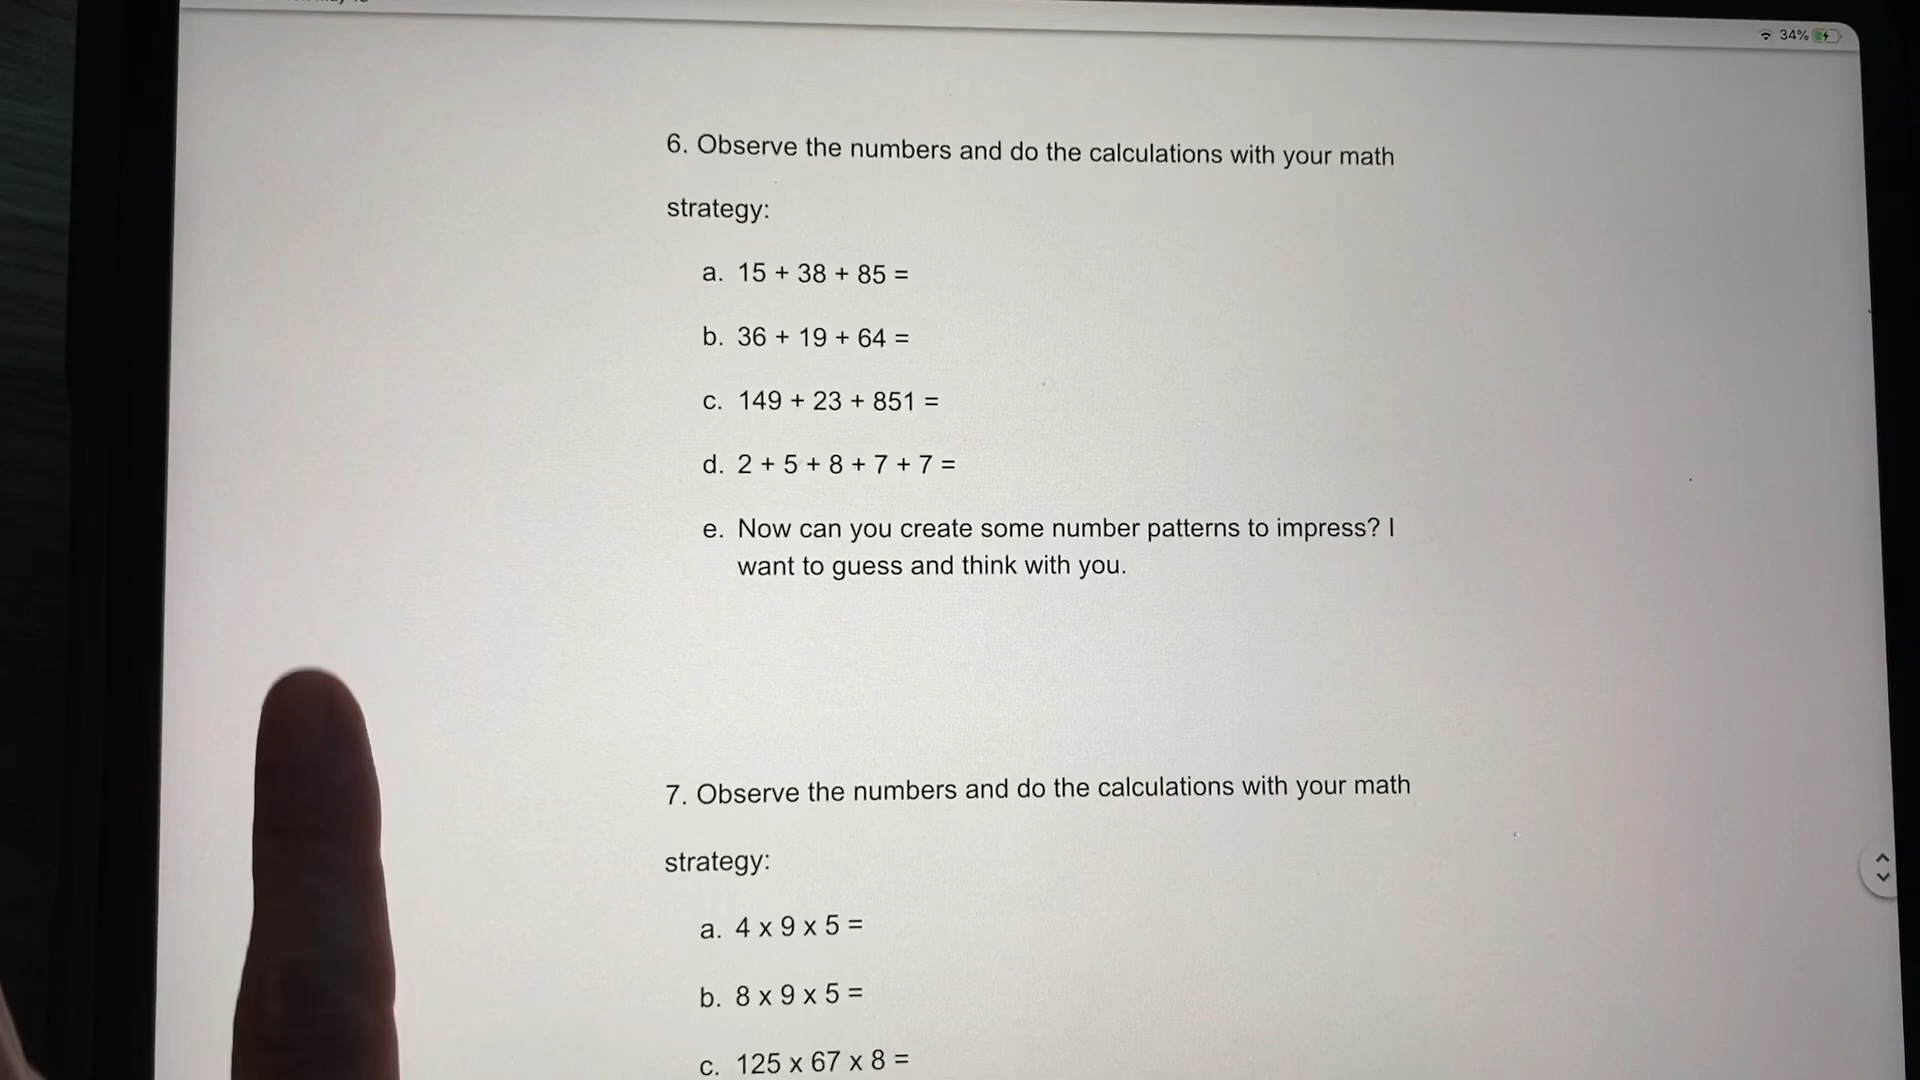 34%
6. Observe the numbers and do the calculations with your math
strategy:
a. 15 + 38 + 85 =
b. 36 + 19 + 64 =
c. 149 + 23 + 851 =
d. 2 + 5 + 8 + 7 + 7 =
e. Now can you create some number patterns to impress? I
want to guess and think with you.
7. Observe the numbers and do the calculations with your math
strategy:
a. 4 x 9 x 5 =
b. 8 x 9 x 5 =
c. 125 x 67 x 8 =